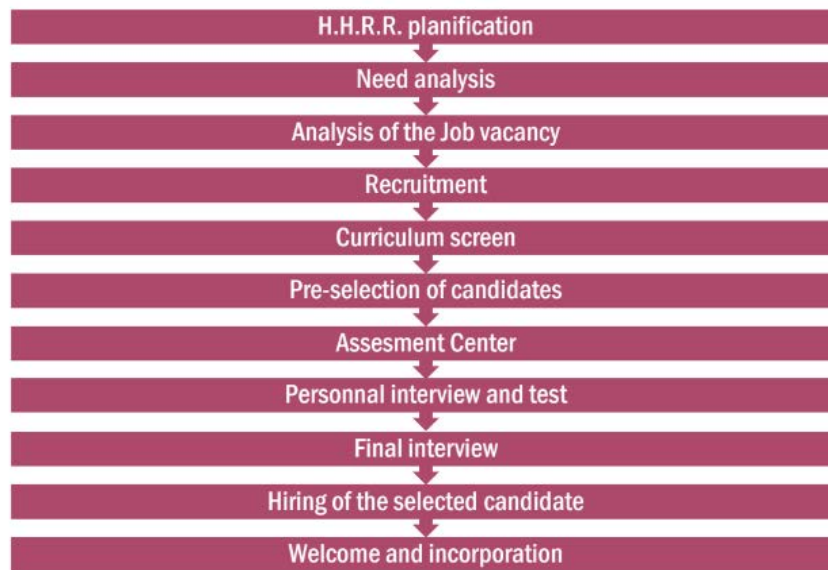 H.H.R.R. planification
Need analysis
Analysis of the Job vacancy
Recruitment
Curriculum screen
Pre-selection of candidates
Assesment Center
Personnal interview and test
Final interview
Hiring of the selected candidate
Welcome and incorporation